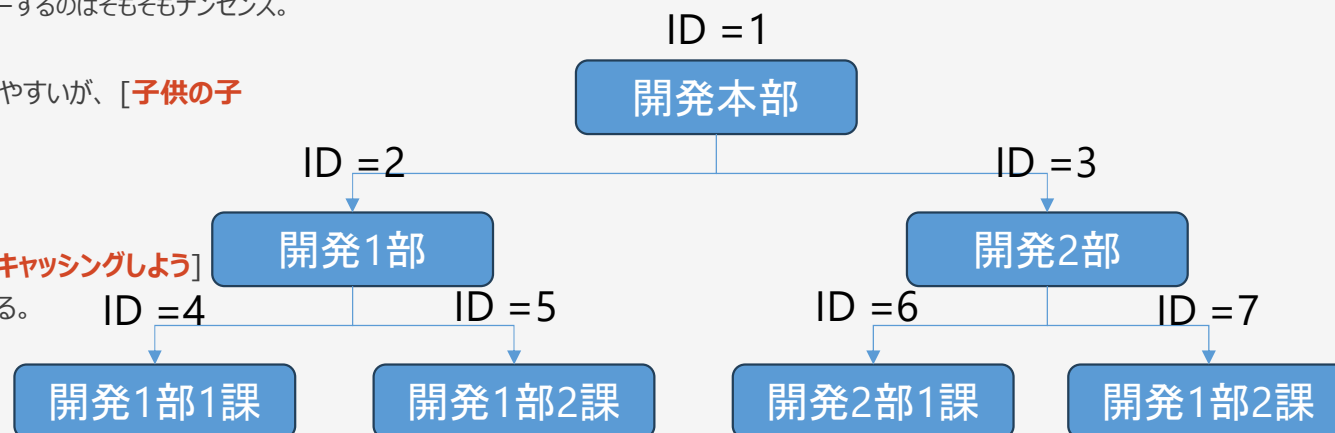 ーするのはそもそもナンセンス。
ID =1
やすいが、[子供の子
開発本部
ID =2
ID =3
開発1部
開発2部
キャッシングしよう]
る。
ID =4
ID =5
ID =6
ID =7
開発1部1課
開発1部2課
開発2部1課
開発1部2課